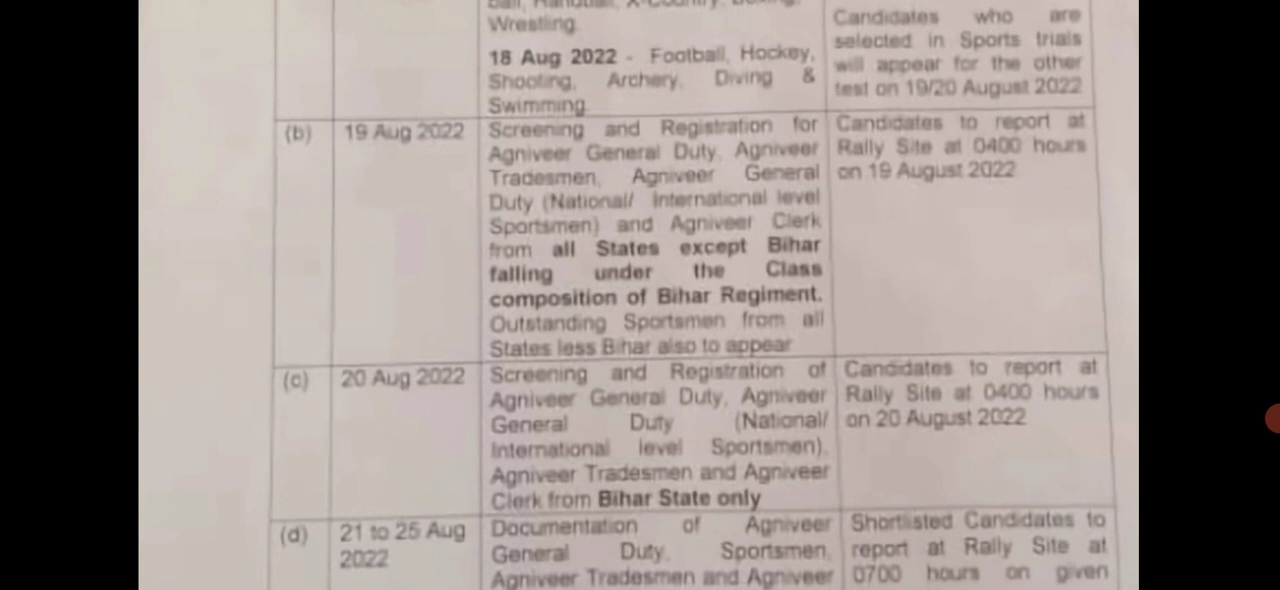 Ball, Handball, X-Country, Boxing,
Wrestling.
18 Aug 2022 - Football, Hockey,
Shooting, Archery, Diving &
Swimming.
Candidates who are
selected in Sports trials
will appear for the other
test on 19/20 August 2022
(b)
19 Aug 2022
Screening and Registration for
Agniveer General Duty, Agniveer
Tradesmen, Agniveer General
Duty (National/ International level
Sportsmen) and Agniveer Clerk
from all States except Bihar
falling under the Class
composition of Bihar Regiment.
Outstanding Sportsmen from all
States less Bihar also to appear
Candidates to report at
Rally Site at 0400 hours
on 19 August 2022
(c)
20 Aug 2022
Screening and Registration of
Agniveer General Duty, Agniveer
General Duty (National/
International level Sportsmen),
Agniveer Tradesmen and Agniveer
Clerk from Bihar State only
Candidates to report at
Rally Site at 0400 hours
on 20 August 2022
(d)
21 to 25 Aug
2022
Documentation of Agniveer
General Duty, Sportsmen,
Agniveer Tradesmen and Agniveer
Shortlisted Candidates to
report at Rally Site at
0700 hours on given